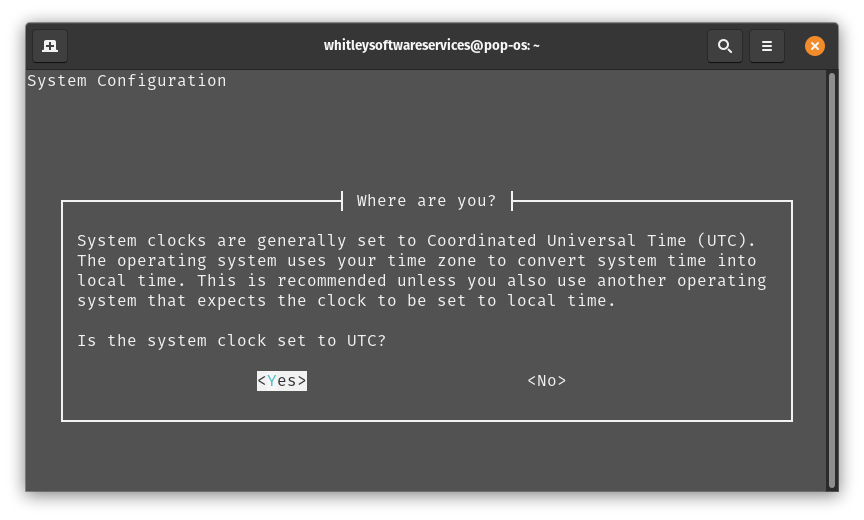 whitleysoftwareservices@pop-os: ~
System Configuration
Where are you?
System clocks are generally set to Coordinated Universal Time (UTC).
The operating system uses your time zone to convert system time into
local time. This is recommended unless you also use another operating
system that expects the clock to be set to local time.
Is the system clock set to UTC?
<Yes> <No>